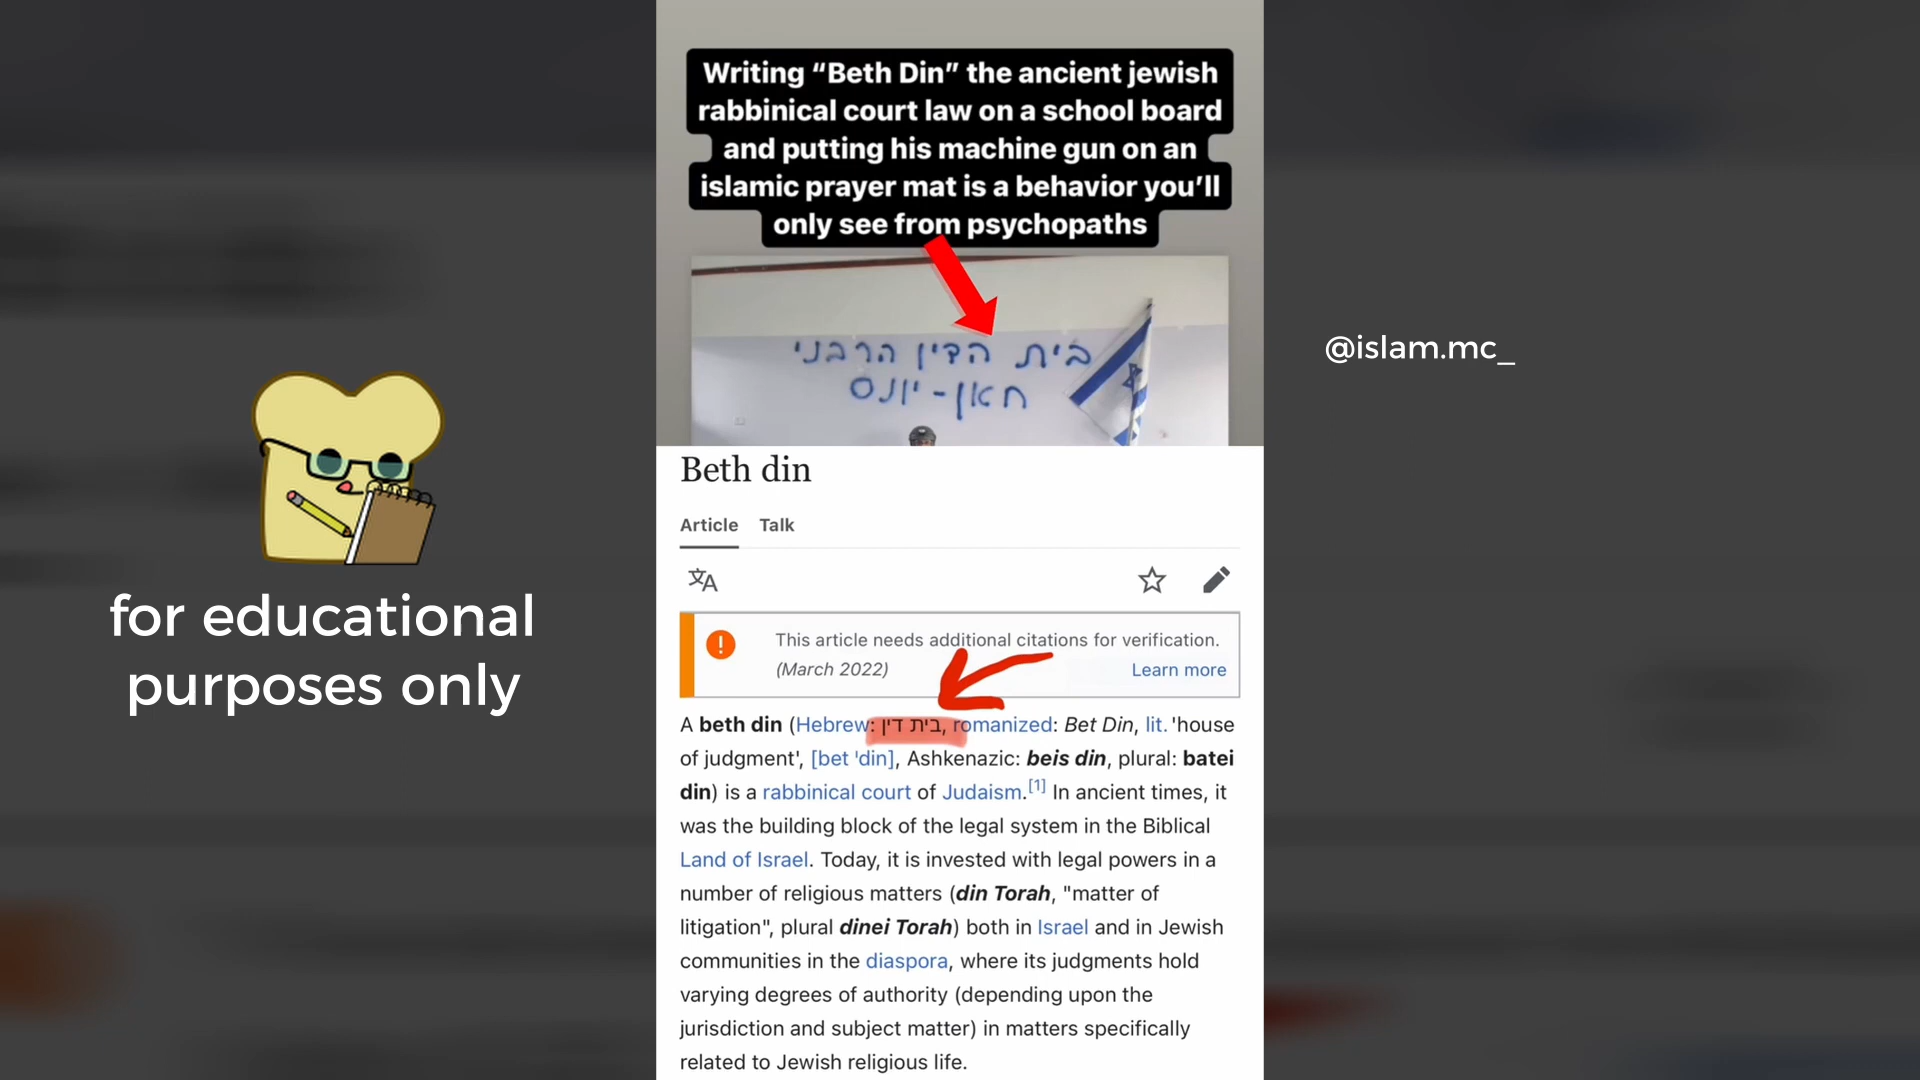 Writing “Beth Din” the ancient jewish
rabbinical court law on a school board
and putting his machine gun on an
islamic prayer mat is a behavior you’ll
only see from psychopaths
בית הדין הרבני
חאן-יונס
Beth din
Article Talk
This article needs additional citations for verification.
(March 2022) Learn more
A beth din (Hebrew: בית דין, romanized: Bet Din, lit. 'house
of judgment', [bet ˈdin], Ashkenazic: beis din, plural: batei
din) is a rabbinical court of Judaism.[1] In ancient times, it
was the building block of the legal system in the Biblical
Land of Israel. Today, it is invested with legal powers in a
number of religious matters (din Torah, "matter of
litigation", plural dinei Torah) both in Israel and in Jewish
communities in the diaspora, where its judgments hold
varying degrees of authority (depending upon the
jurisdiction and subject matter) in matters specifically
related to Jewish religious life.
for educational
purposes only
@islam.mc_